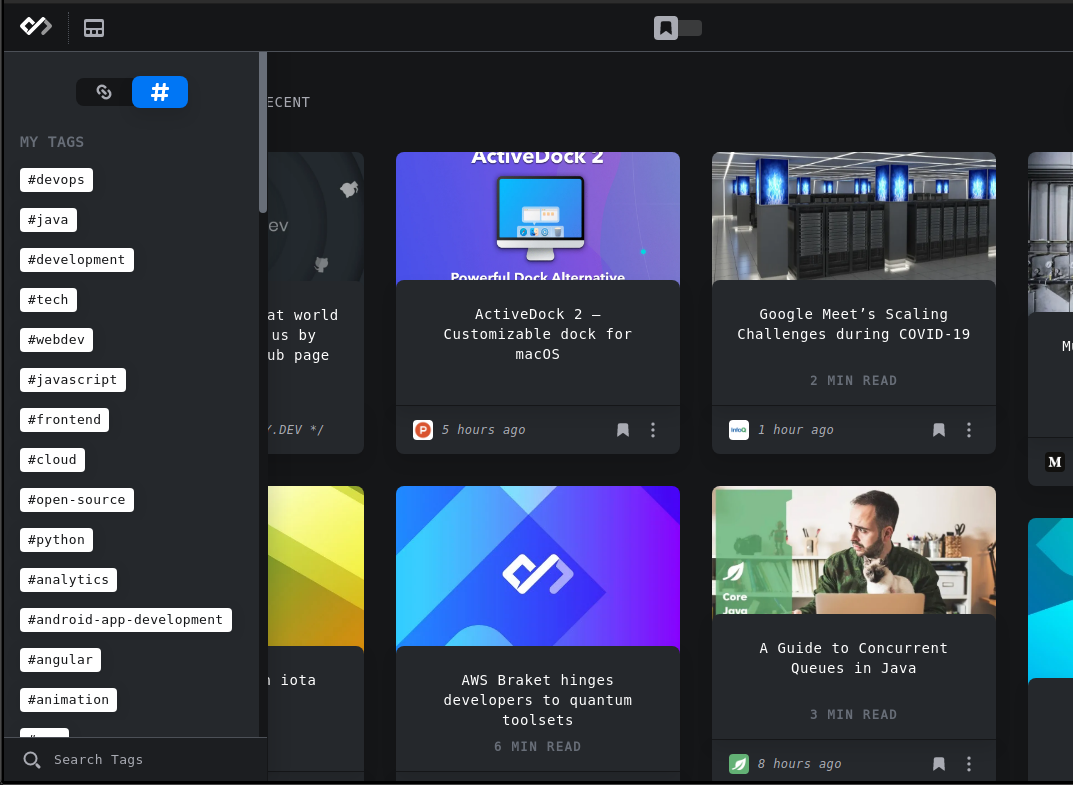 MY TAGS
#devops
#java
#development
#tech
#webdev
#javascript
#frontend
#cloud
#open-source
#python
#analytics
#android-app-development
#angular
#animation
Search Tags
ECENT
ev
at world
us by
ub page
.DEV */
ActiveDock 2
Powerful Dock Alternative
ActiveDock 2 –
Customizable dock for
macOS
5 hours ago
Google Meet’s Scaling
Challenges during COVID-19
2 MIN READ
InfoQ
1 hour ago
M
iota
AWS Braket hinges
developers to quantum
toolsets
6 MIN READ
Core
Java
A Guide to Concurrent
Queues in Java
3 MIN READ
8 hours ago